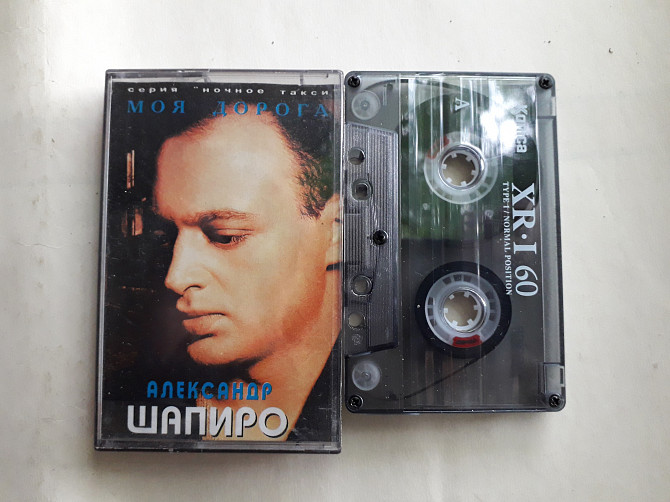 серия "ночное такси
МОЯ ДОРОГА
АЛЕКСАНДР
ШАПИРО
A
Konica
XR·I 60
TYPE I / NORMAL POSITION